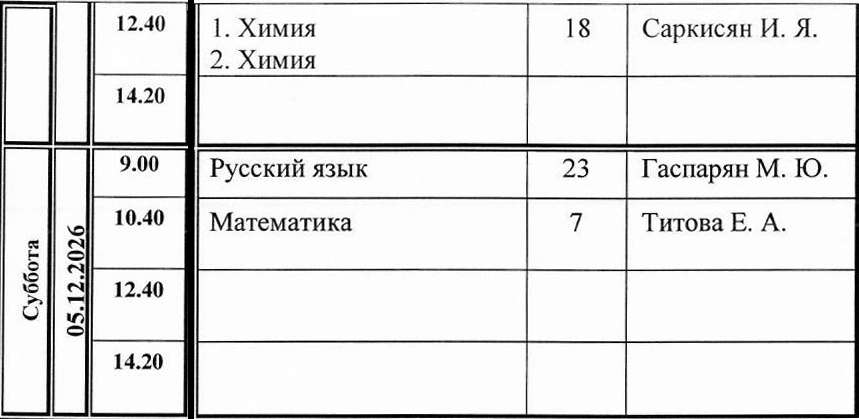 12.40 1. Химия 18 Саркисян И. Я.
2. Химия
14.20
Суббота
05.12.2026
9.00 Русский язык 23 Гаспарян М. Ю.
10.40 Математика 7 Титова Е. А.
12.40
14.20